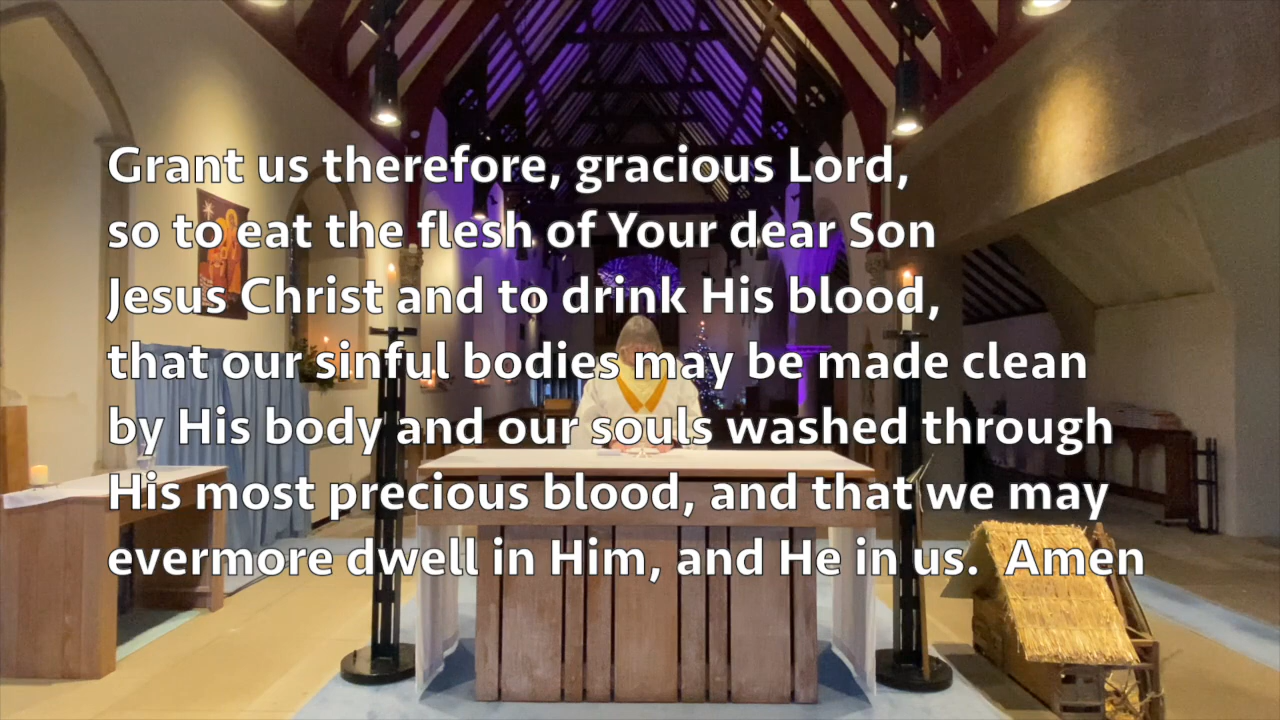 Grant us therefore, gracious Lord,
so to eat the flesh of Your dear Son
Jesus Christ and to drink His blood,
that our sinful bodies may be made clean
by His body and our souls washed through
His most precious blood, and that we may
evermore dwell in Him, and He in us.  Amen